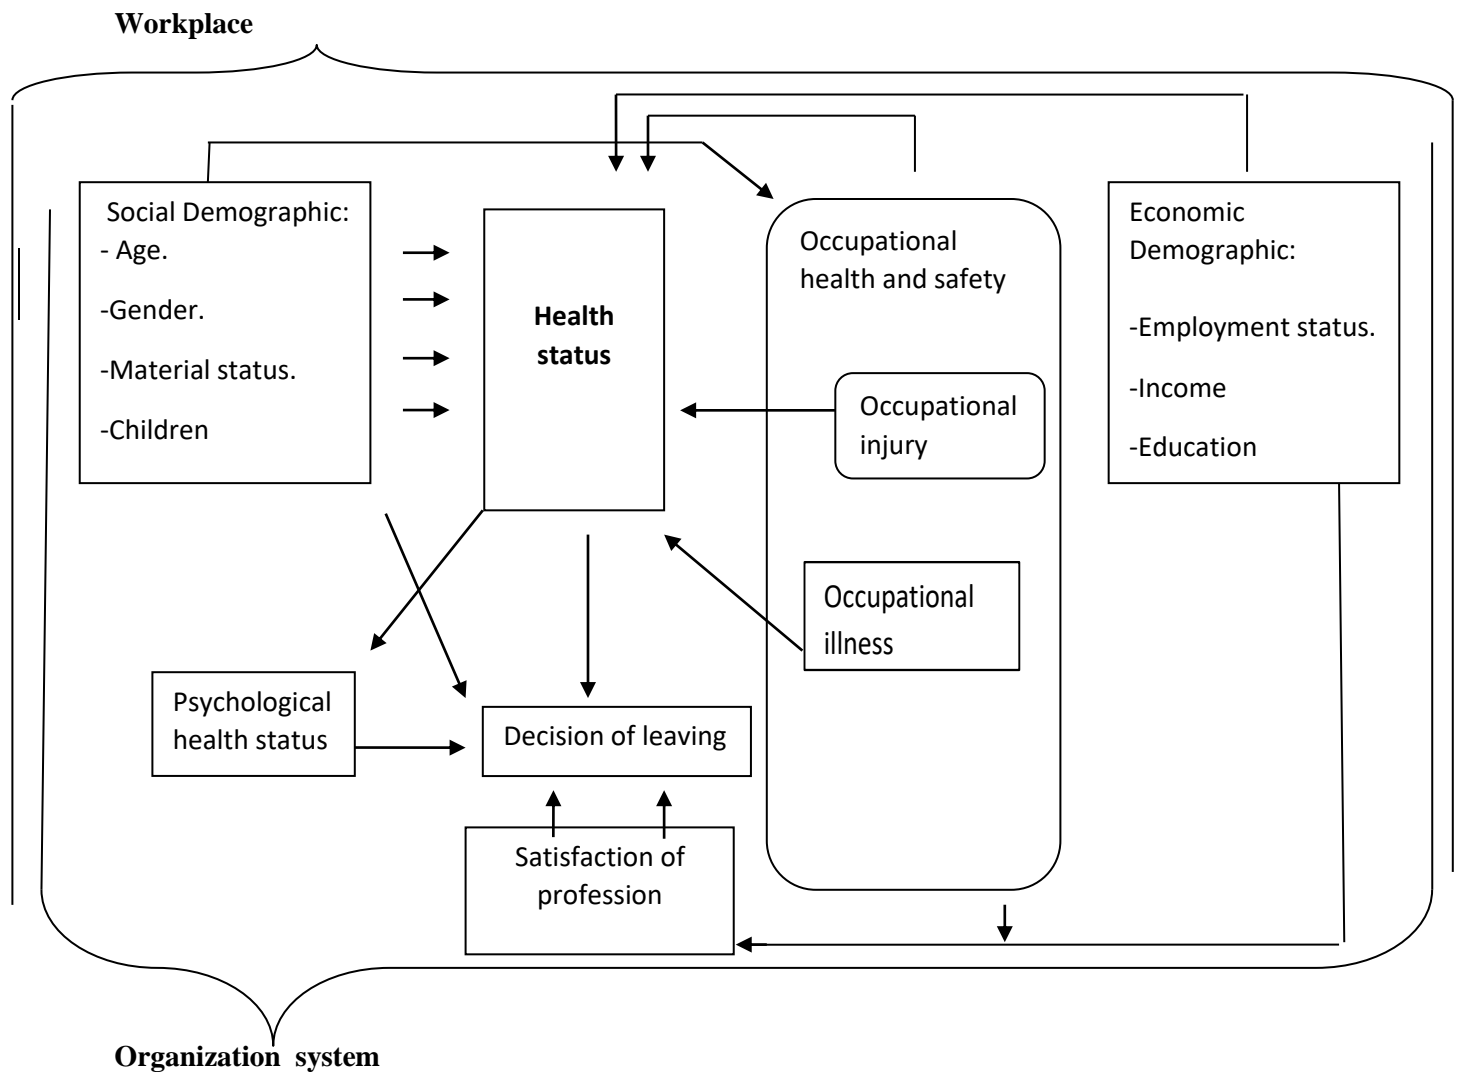 Workplace
Social Demographic:
- Age.
-Gender.
-Material status.
-Children
Health
status
Occupational
health and safety
Occupational
injury
Occupational
illness
Economic
Demographic:
-Employment status.
-Income
-Education
Psychological
health status
Decision of leaving
Satisfaction of
profession
Organization system